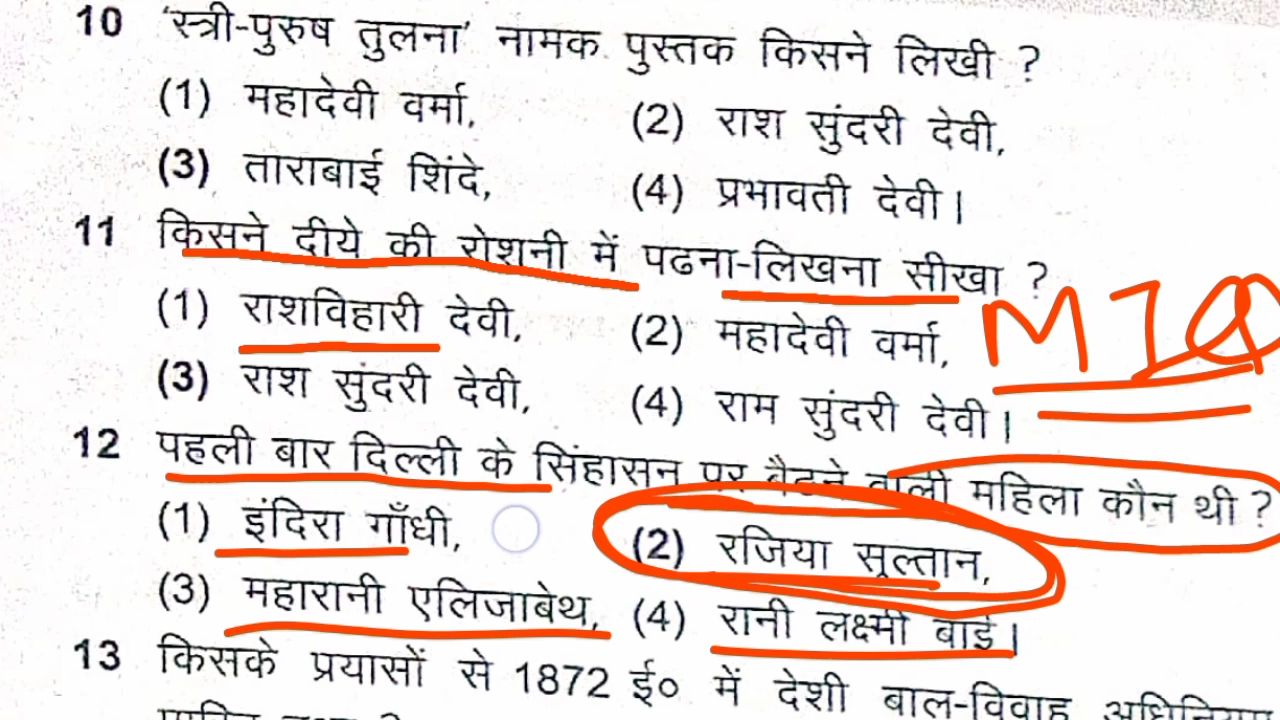 10 ‘स्त्री-पुरुष तुलना’ नामक पुस्तक किसने लिखी ?
(1) महादेवी वर्मा, (2) राश सुंदरी देवी,
(3) ताराबाई शिंदे, (4) प्रभावती देवी।
11 किसने दीये की रोशनी में पढना-लिखना सीखा ?
(1) राशविहारी देवी, (2) महादेवी वर्मा,
(3) राश सुंदरी देवी, (4) राम सुंदरी देवी।
12 पहली बार दिल्ली के सिंहासन पर बैठने वाली महिला कौन थी ?
(1) इंदिरा गाँधी, (2) रजिया सुल्तान,
(3) महारानी एलिजाबेथ, (4) रानी लक्ष्मी बाई।
13 किसके प्रयासों से 1872 ई० में देशी बाल-विवाह